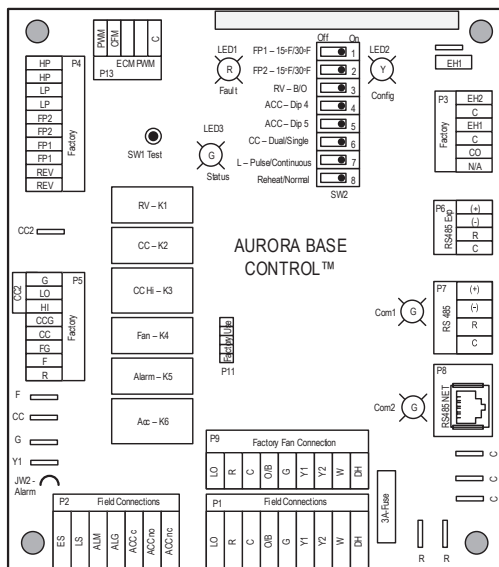 PWM
CFM
C
ECM PWM
P13
Off
On
LED1
R
Fault
FP1 – 15°F/30°F
1
FP2 – 15°F/30°F
2
RV – B/O
3
ACC – Dip 4
4
ACC – Dip 5
5
CC – Dual/Single
6
L – Pulse/Continuous
7
Reheat/Normal
8
SW2
LED2
Y
Config
EH1
HP
HP
LP
LP
FP2
FP2
FP1
FP1
REV
REV
P4
Factory
SW1 Test
LED3
G
Status
P3
Factory
EH2
C
EH1
C
CO
N/A
CC2
RV – K1
CC – K2
CC Hi – K3
Fan – K4
Alarm – K5
Acc – K6
AURORA BASE
CONTROL™
P6
RS485 Exp
(+)
(-)
R
C
CC2
G
LO
HI
CCG
CC
FG
F
R
P5
Factory
Factory Use
P11
Com1
G
P7
RS 485
(+)
(-)
R
C
Com2
G
P8
RS485 NET
F
CC
G
Y1
JW2 -
Alarm
P9
Factory Fan Connection
LO
R
C
O/B
G
Y1
Y2
W
DH
P2
Field Connections
ES
LS
ALM
ALG
ACC c
ACC no
ACC nc
P1
Field Connections
LO
R
C
O/B
G
Y1
Y2
W
DH
3A-Fuse
C
C
C
R
R